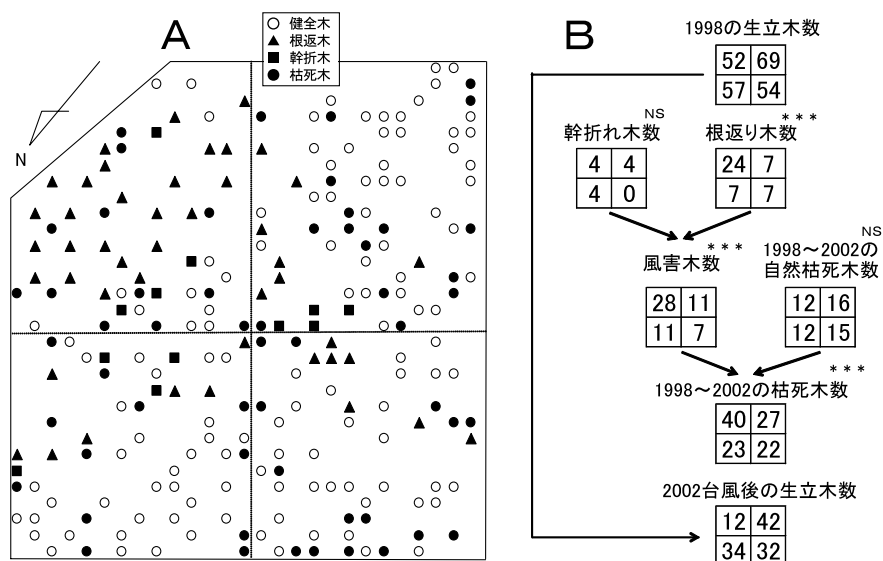 A
○ 健全木
▲ 根返木
■ 幹折木
● 枯死木
N
B
1998の生立木数
52 69
57 54
幹折れ木数 NS
4 4
4 0
根返り木数 ***
24 7
7 7
風害木数 ***
28 11
11 7
1998～2002の
自然枯死木数 NS
12 16
12 15
1998～2002の枯死木数 ***
40 27
23 22
2002台風後の生立木数
12 42
34 32